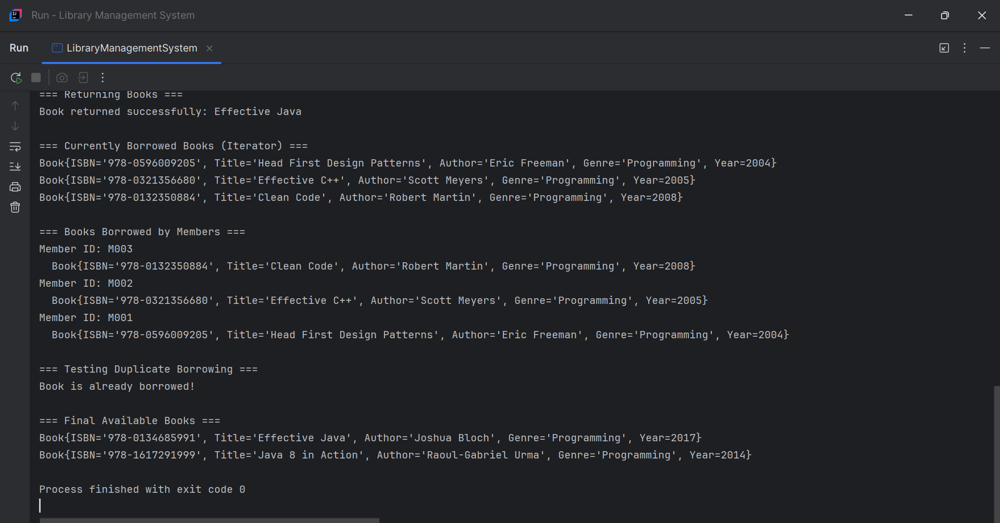 Run - Library Management System
Run LibraryManagementSystem
=== Returning Books ===
Book returned successfully: Effective Java

=== Currently Borrowed Books (Iterator) ===
Book{ISBN='978-0596009205', Title='Head First Design Patterns', Author='Eric Freeman', Genre='Programming', Year=2004}
Book{ISBN='978-0321356680', Title='Effective C++', Author='Scott Meyers', Genre='Programming', Year=2005}
Book{ISBN='978-0132350884', Title='Clean Code', Author='Robert Martin', Genre='Programming', Year=2008}

=== Books Borrowed by Members ===
Member ID: M003
  Book{ISBN='978-0132350884', Title='Clean Code', Author='Robert Martin', Genre='Programming', Year=2008}
Member ID: M002
  Book{ISBN='978-0321356680', Title='Effective C++', Author='Scott Meyers', Genre='Programming', Year=2005}
Member ID: M001
  Book{ISBN='978-0596009205', Title='Head First Design Patterns', Author='Eric Freeman', Genre='Programming', Year=2004}

=== Testing Duplicate Borrowing ===
Book is already borrowed!

=== Final Available Books ===
Book{ISBN='978-0134685991', Title='Effective Java', Author='Joshua Bloch', Genre='Programming', Year=2017}
Book{ISBN='978-1617291999', Title='Java 8 in Action', Author='Raoul-Gabriel Urma', Genre='Programming', Year=2014}

Process finished with exit code 0